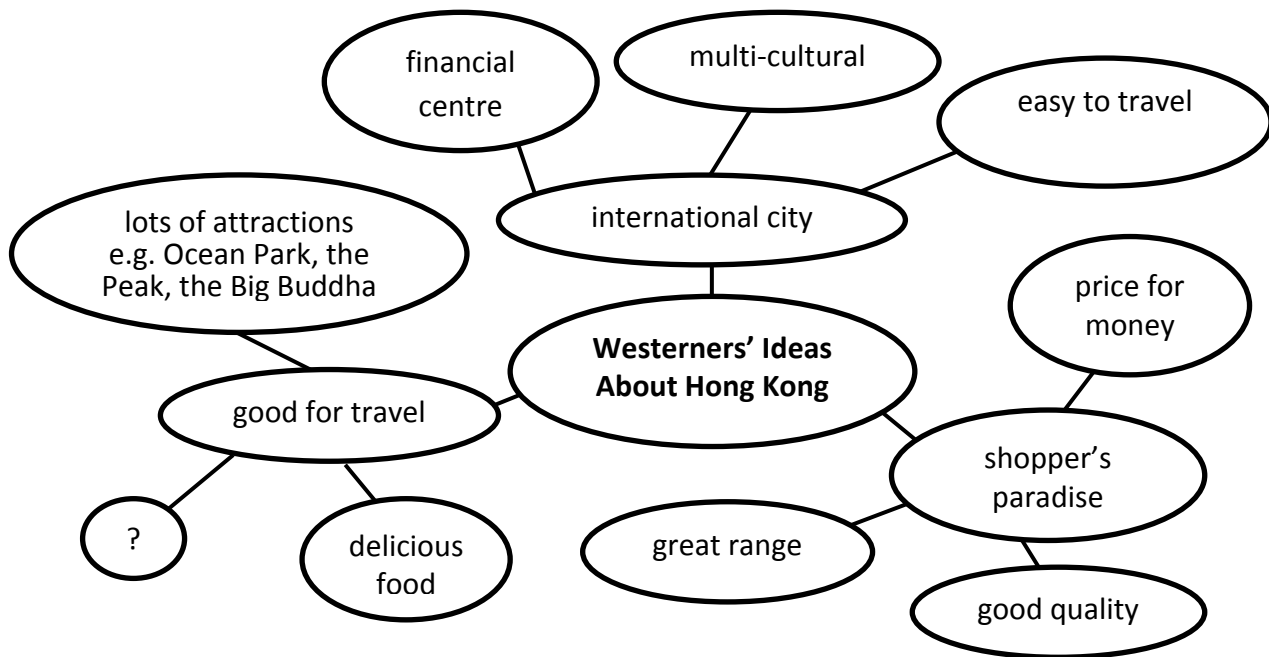 financial
centre
multi-cultural
easy to travel
lots of attractions
e.g. Ocean Park, the
Peak, the Big Buddha
international city
price for
money
Westerners’ Ideas
About Hong Kong
good for travel
shopper’s
paradise
?
delicious
food
great range
good quality